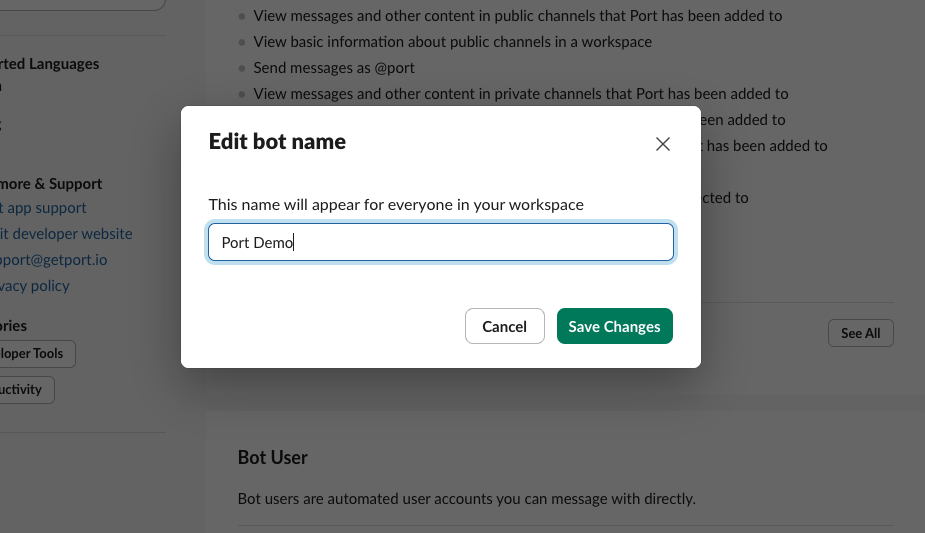 View messages and other content in public channels that Port has been added to
View basic information about public channels in a workspace
Send messages as @port
View messages and other content in private channels that Port has been added to
een added to
has been added to
cted to
rted Languages
more & Support
t app support
it developer website
pport@getport.io
vacy policy
ories
loper Tools
uctivity
Edit bot name
This name will appear for everyone in your workspace
Port Demo
Cancel
Save Changes
See All
Bot User
Bot users are automated user accounts you can message with directly.